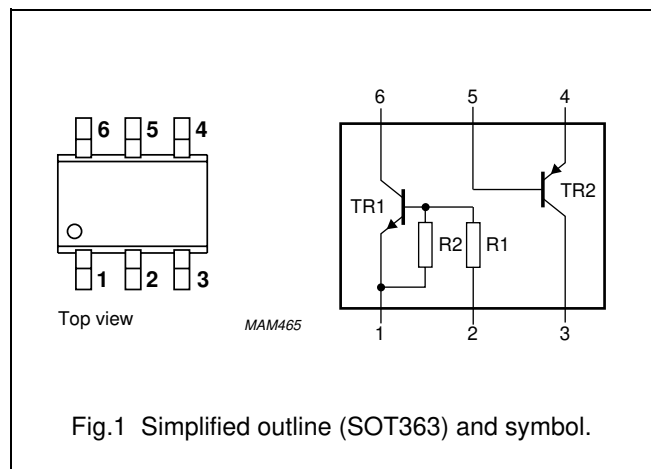 6 5 4
6 5 4
TR1 TR2
R2 R1
1 2 3
Top view
MAM465
1 2 3
Fig.1 Simplified outline (SOT363) and symbol.